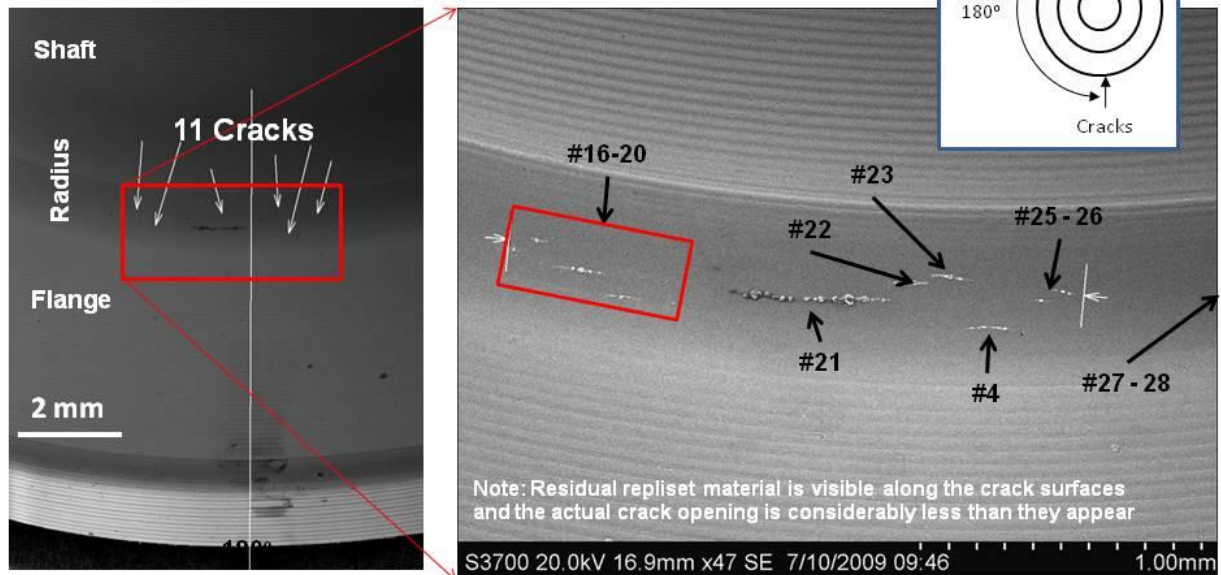 Shaft
11 Cracks
Radius
Flange
2 mm
180º
Cracks
#16-20
#23
#22
#25 - 26
#21
#4
#27 - 28
Note: Residual repliset material is visible along the crack surfaces
and the actual crack opening is considerably less than they appear
S3700 20.0kV 16.9mm x47 SE 7/10/2009 09:46
1.00mm